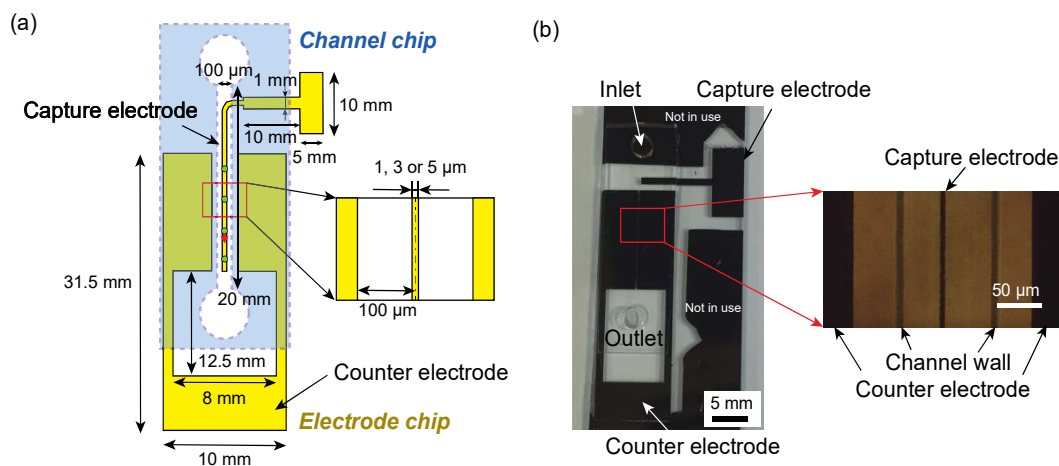 (a)
Channel chip
100 µm
1 mm
Capture electrode
10 mm
10 mm
5 mm
1, 3 or 5 µm
31.5 mm
20 mm
100 µm
12.5 mm
8 mm
Counter electrode
Electrode chip
10 mm
(b)
Inlet
Capture electrode
Not in use
Capture electrode
Not in use
50 µm
Outlet
Channel wall
Counter electrode
5 mm
Counter electrode